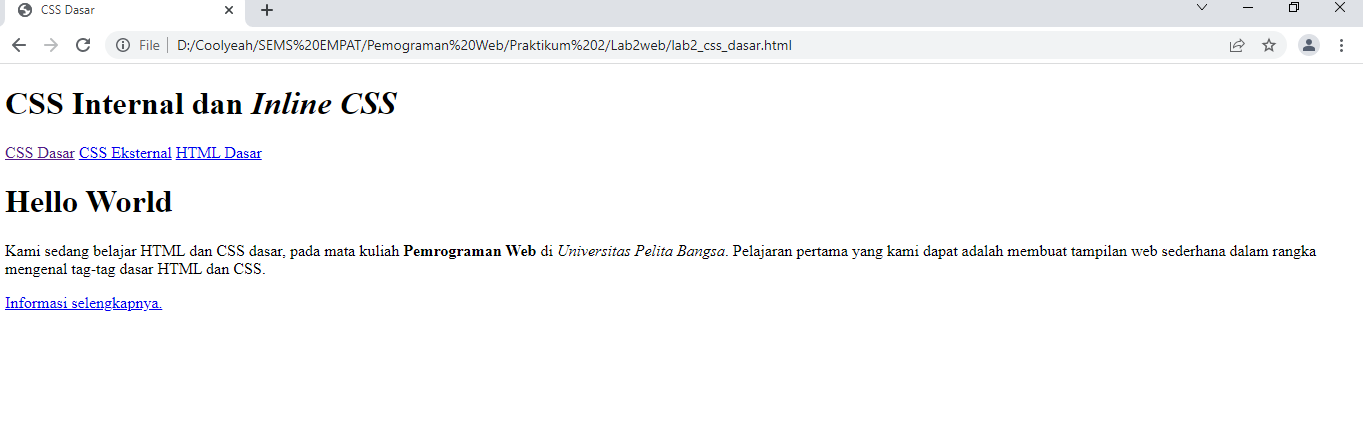 CSS Dasar
File D:/Coolyeah/SEMS%20EMPAT/Pemograman%20Web/Praktikum%202/Lab2web/lab2_css_dasar.html
CSS Internal dan Inline CSS
CSS Dasar CSS Eksternal HTML Dasar
Hello World
Kami sedang belajar HTML dan CSS dasar, pada mata kuliah Pemrograman Web di Universitas Pelita Bangsa. Pelajaran pertama yang kami dapat adalah membuat tampilan web sederhana dalam rangka
mengenal tag-tag dasar HTML dan CSS.
Informasi selengkapnya.